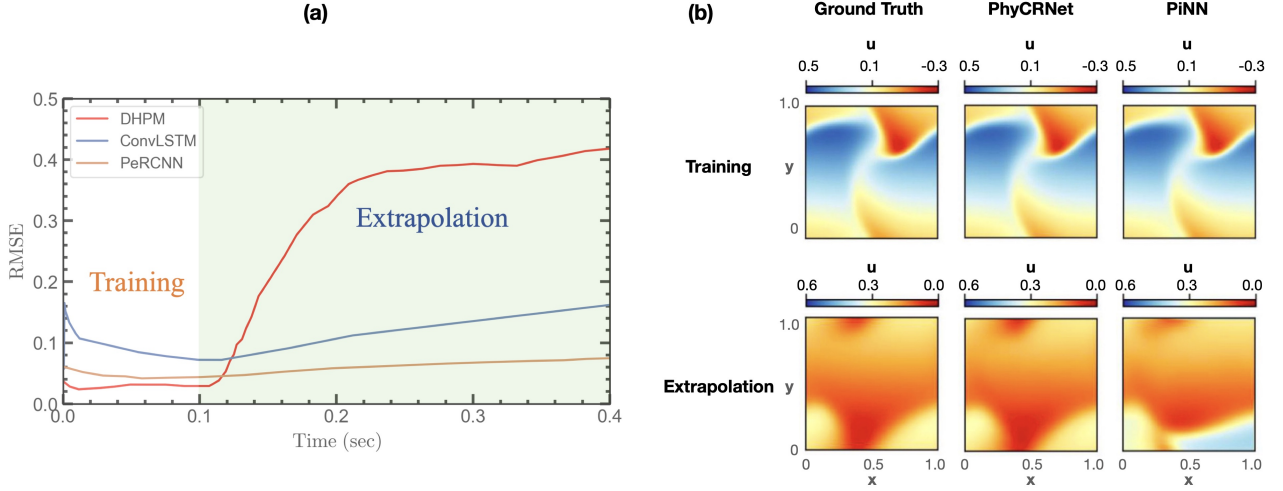 (a)
0.5
0.4
0.3
0.2
0.1
0.0
RMSE
DHPM
ConvLSTM
PeRCNN
Training
Extrapolation
0.0
0.1
0.2
0.3
0.4
Time (sec)
(b)
Ground Truth
PhyCRNet
PiNN
u
u
u
0.5 0.1 -0.3
0.5 0.1 -0.3
0.5 0.1 -0.3
Training
1.0
y
0
u
u
u
0.6 0.3 0.0
0.6 0.3 0.0
0.6 0.3 0.0
Extrapolation
1.0
y
0
0 0.5 1.0
0 0.5 1.0
0 0.5 1.0
x
x
x